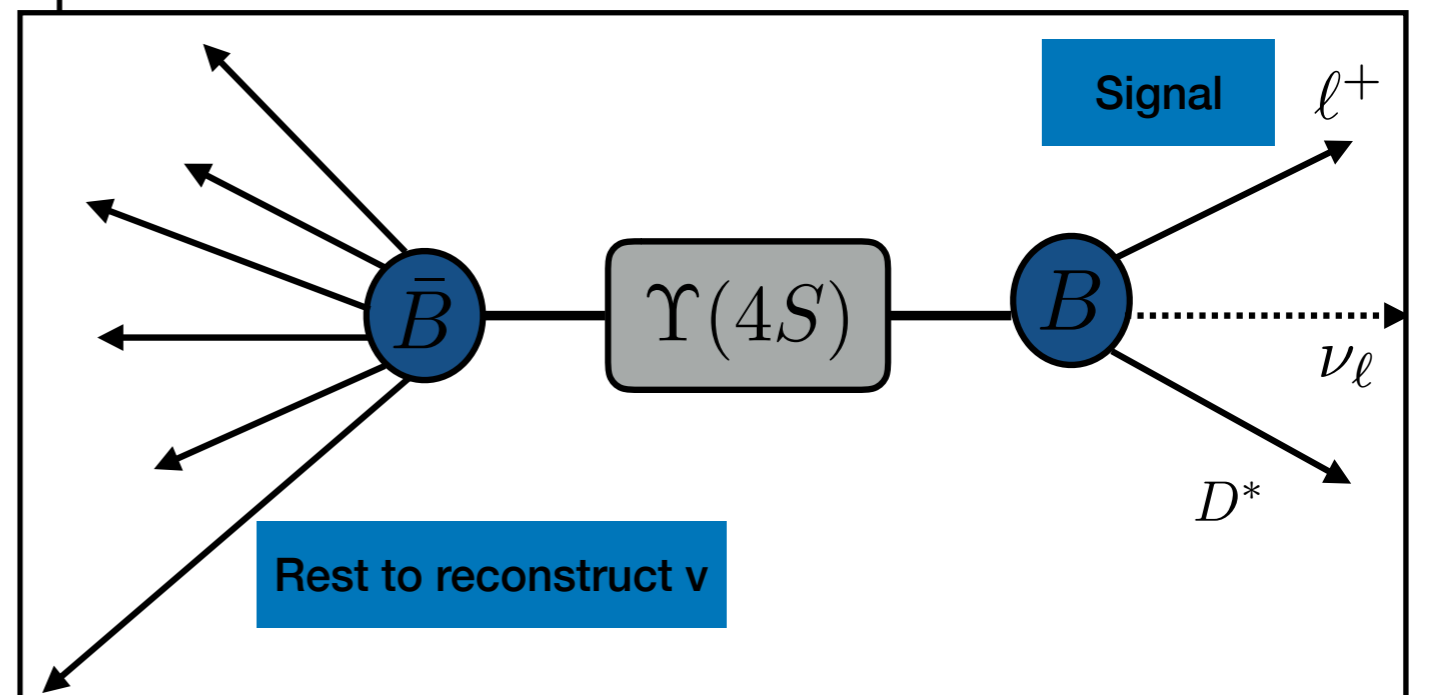 Signal
ℓ⁺
B̄
Υ(4S)
B
ν_ℓ
D*
Rest to reconstruct v